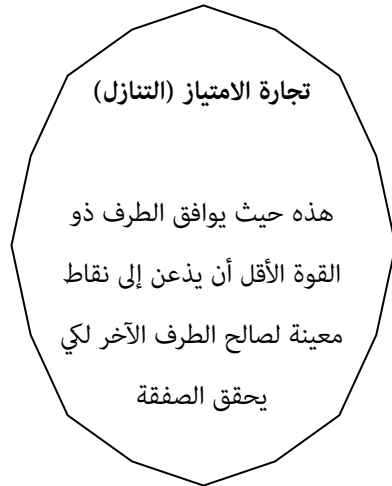 تجارة الامتياز (التنازل)
هذه حيث يوافق الطرف ذو
القوة الأقل أن يذعن إلى نقاط
معينة لصالح الطرف الآخر لكي
يحقق الصفقة